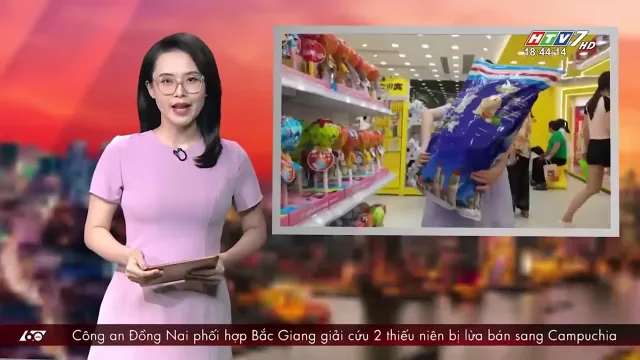 HTV7 HD
18:44:14
60
Công an Đồng Nai phối hợp Bắc Giang giải cứu 2 thiếu niên bị lừa bán sang Campuchia